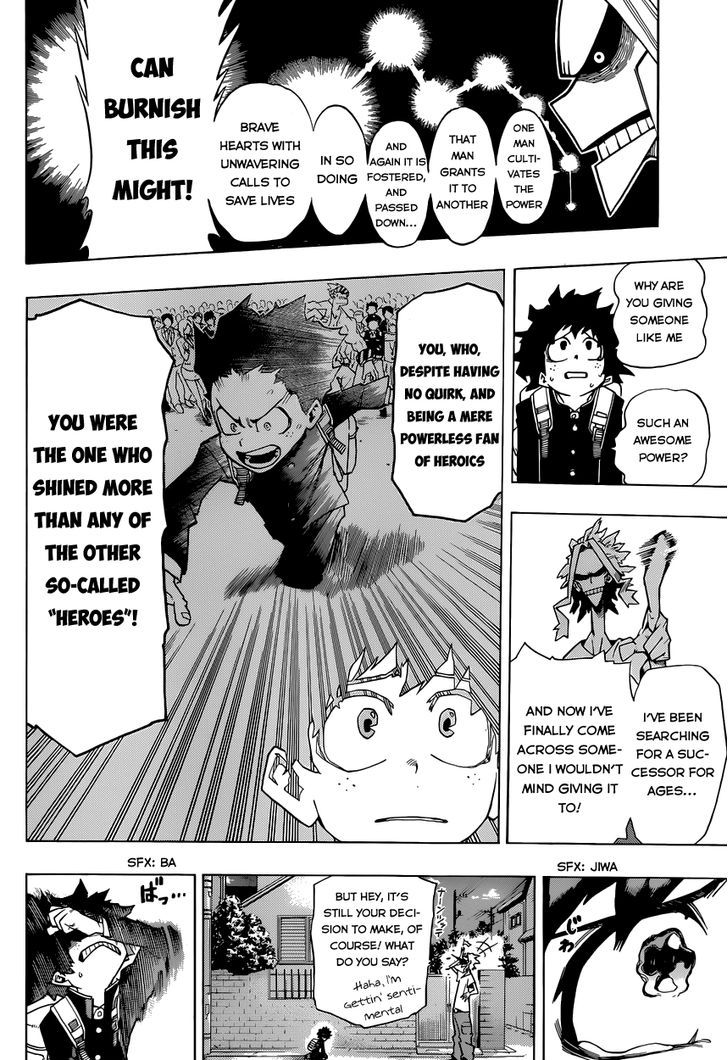 ONE
MAN
CULTI-
VATES
THE
POWER
THAT
MAN
GRANTS
IT TO
ANOTHER
AND
AGAIN IT IS
FOSTERED,
AND
PASSED
DOWN...
IN SO
DOING
BRAVE
HEARTS WITH
UNWAVERING
CALLS TO
SAVE LIVES
CAN
BURNISH
THIS
MIGHT!
WHY ARE
YOU GIVING
SOMEONE
LIKE ME
SUCH AN
AWESOME
POWER?
I'VE BEEN
SEARCHING
FOR A SUC-
CESSOR FOR
AGES...
AND NOW I'VE
FINALLY COME
ACROSS SOME-
ONE I WOULDN'T
MIND GIVING IT
TO!
YOU, WHO,
DESPITE HAVING
NO QUIRK, AND
BEING A MERE
POWERLESS FAN
OF HEROICS
YOU WERE
THE ONE WHO
SHINED MORE
THAN ANY OF
THE OTHER
SO-CALLED
"HEROES"!
SFX: JIWA
じわ
BUT HEY, IT'S
STILL YOUR DECI-
SION TO MAKE, OF
COURSE! WHAT
DO YOU SAY?
Haha, I'm
Gettin' senti-
mental
SFX: BA
ばっ...